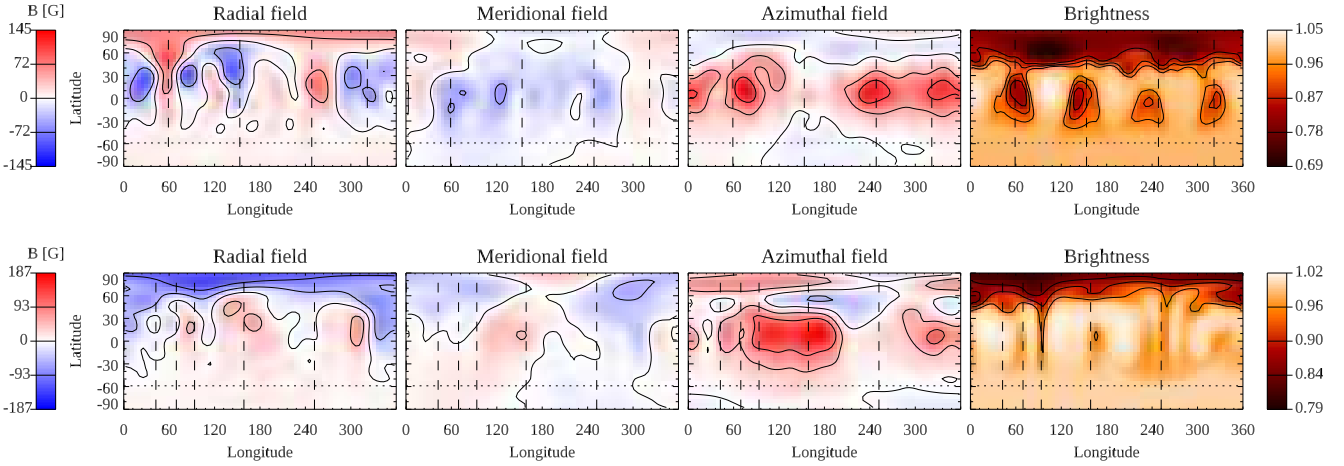 B [G] Radial field Meridional field Azimuthal field Brightness
145 72 0 -72 -145
Latitude
90 60 30 0 -30 -60 -90
1.05 0.96 0.87 0.78 0.69
0 60 120 180 240 300 0 60 120 180 240 300 0 60 120 180 240 300 0 60 120 180 240 300 360
Longitude Longitude Longitude Longitude
B [G] Radial field Meridional field Azimuthal field Brightness
187 93 0 -93 -187
Latitude
90 60 30 0 -30 -60 -90
1.02 0.96 0.90 0.84 0.79
0 60 120 180 240 300 0 60 120 180 240 300 0 60 120 180 240 300 0 60 120 180 240 300 360
Longitude Longitude Longitude Longitude